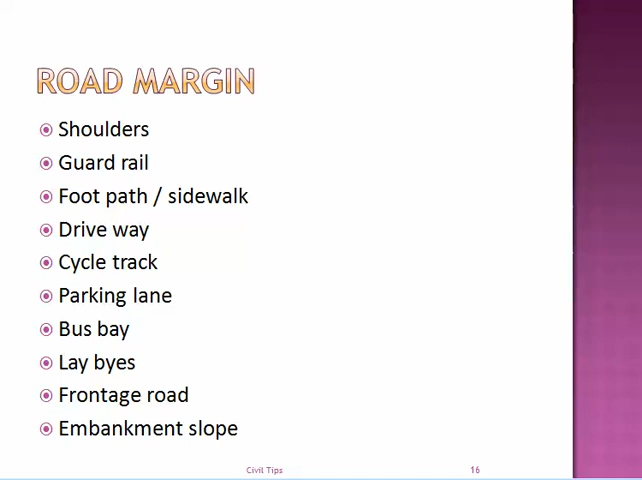 ROAD MARGIN
Shoulders
Guard rail
Foot path / sidewalk
Drive way
Cycle track
Parking lane
Bus bay
Lay byes
Frontage road
Embankment slope
Civil Tips 16